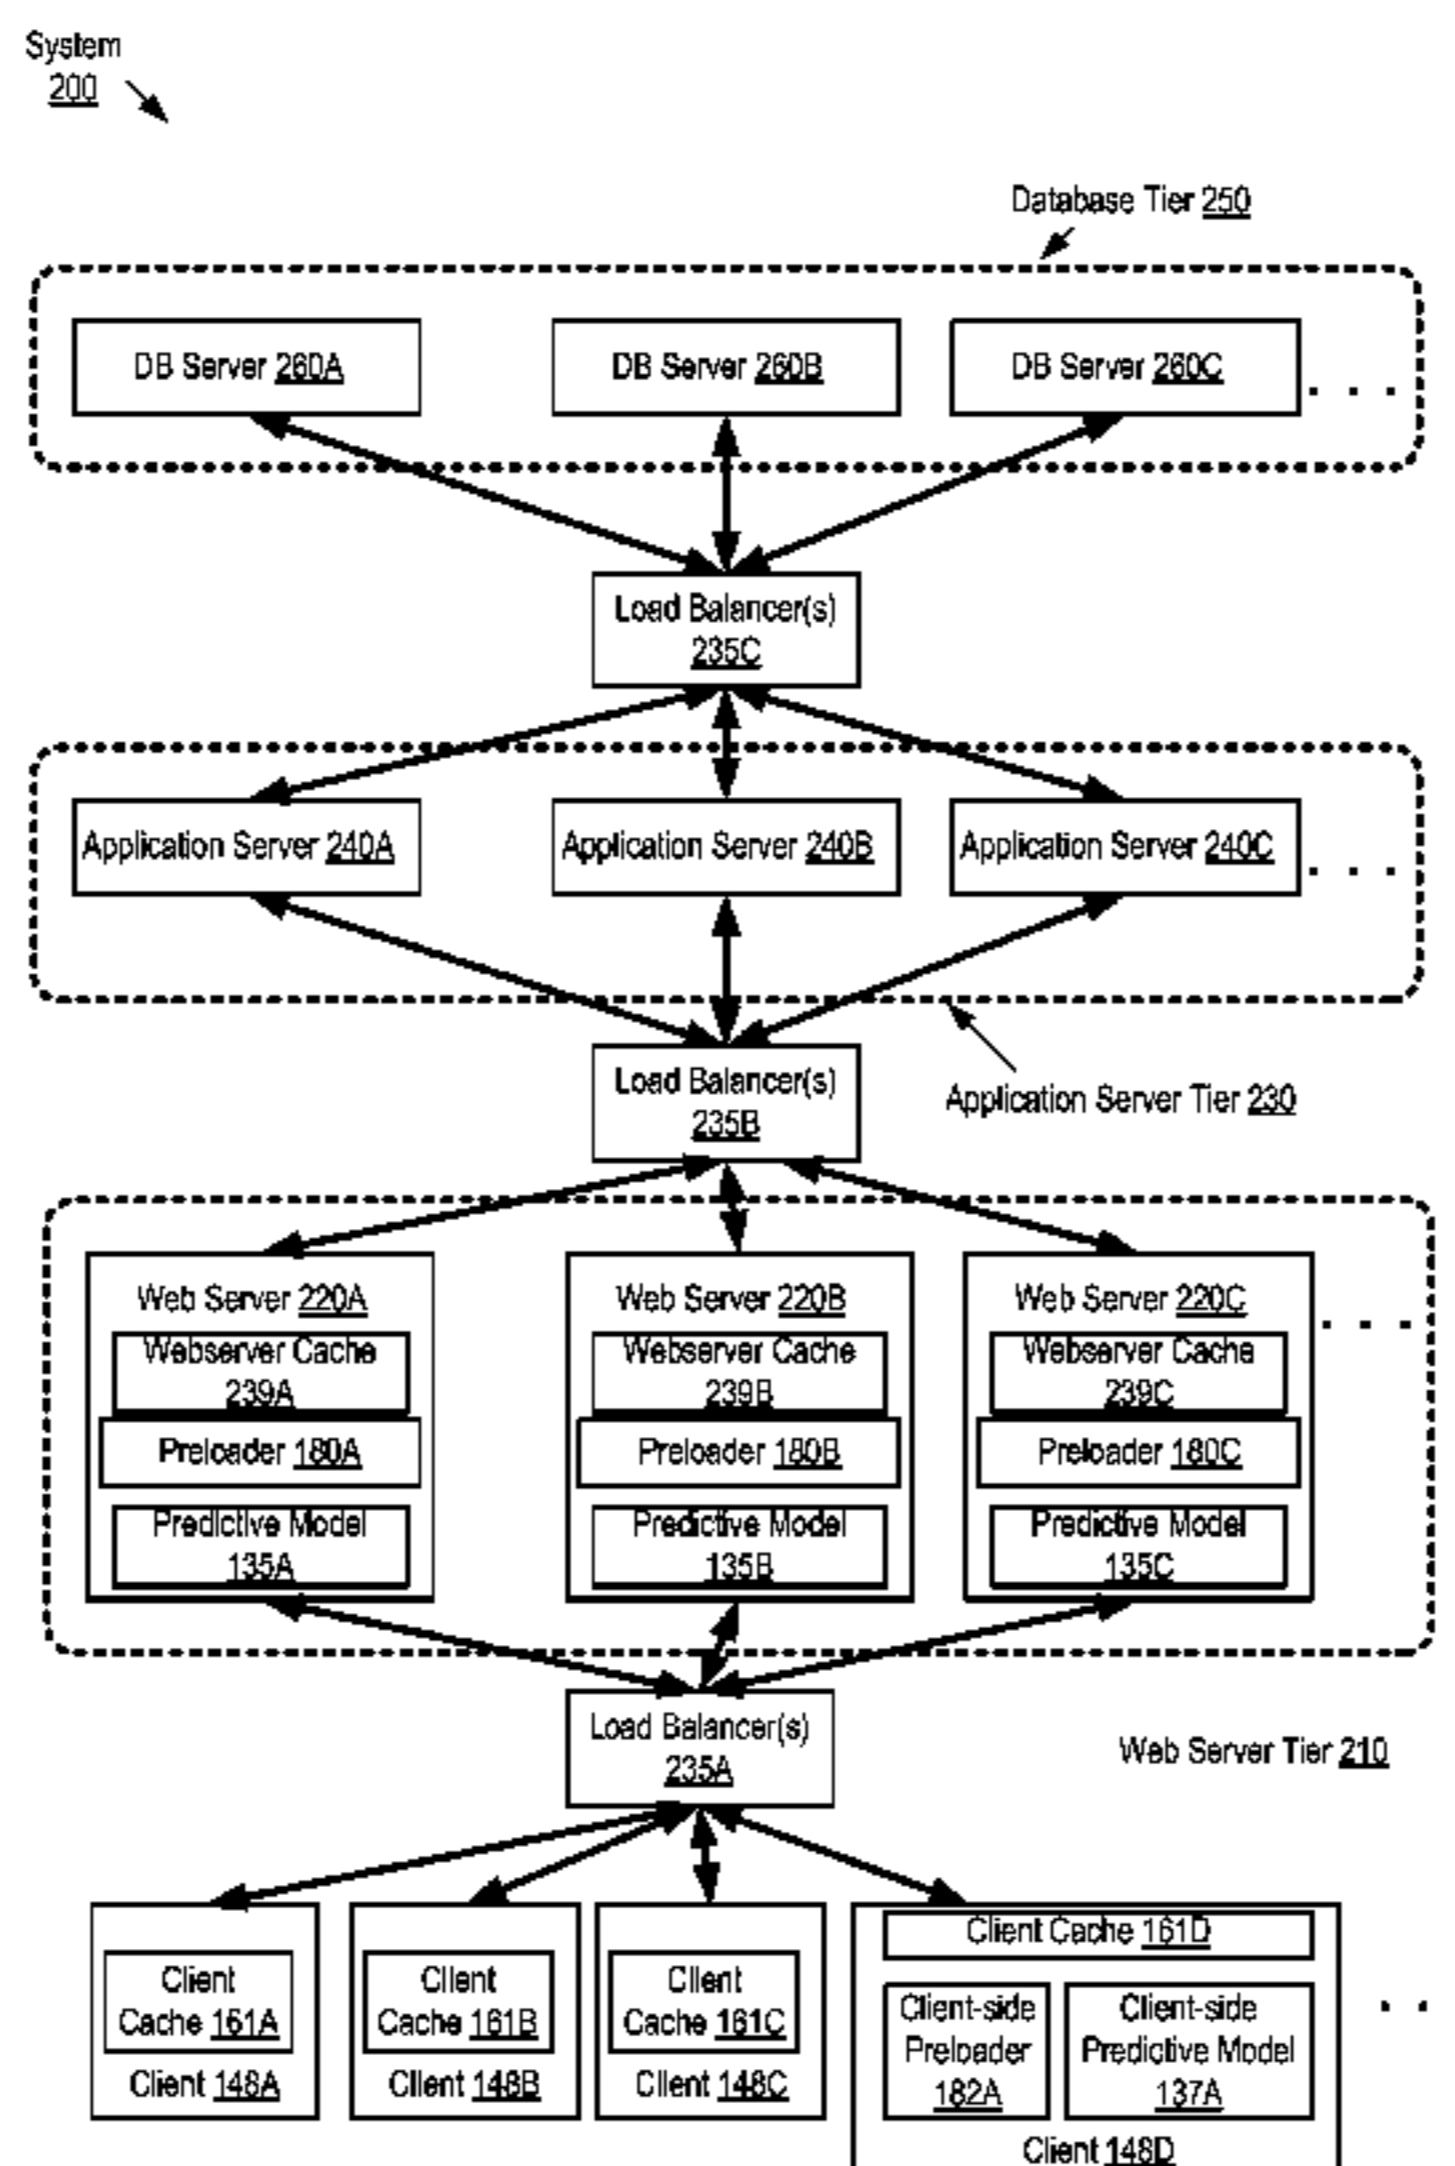 System
200
Database Tier 250
DB Server 260A
DB Server 260B
DB Server 260C
. . .
Load Balancer(s)
235C
Application Server 240A
Application Server 240B
Application Server 240C
. . .
Load Balancer(s)
235B
Application Server Tier 230
Web Server 220A
Webserver Cache
239A
Preloader 180A
Predictive Model
135A
Web Server 220B
Webserver Cache
239B
Preloader 180B
Predictive Model
135B
Web Server 220C
Webserver Cache
239C
Preloader 180C
Predictive Model
135C
. . .
Load Balancer(s)
235A
Web Server Tier 210
Client
Cache 161A
Client 148A
Client
Cache 161B
Client 148B
Client
Cache 161C
Client 148C
Client Cache 161D
Client-side
Preloader
182A
Client-side
Predictive Model
137A
Client 148D
. .